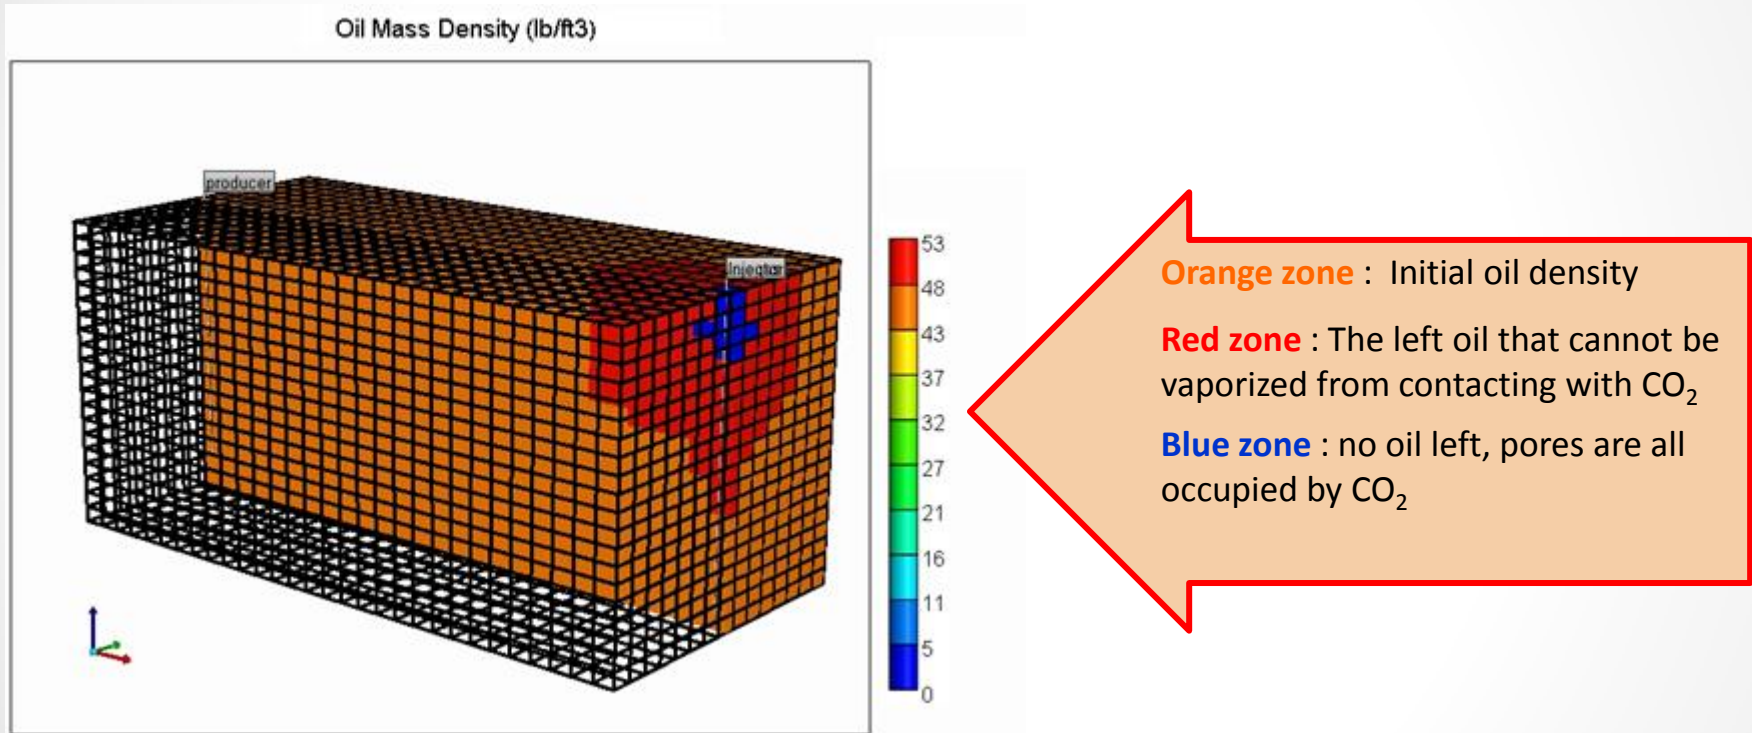 Oil Mass Density (lb/ft3)
producer
Injector
53
48
43
37
32
27
21
16
11
5
0
Orange zone :  Initial oil density
Red zone : The left oil that cannot be
vaporized from contacting with CO₂
Blue zone : no oil left, pores are all
occupied by CO₂